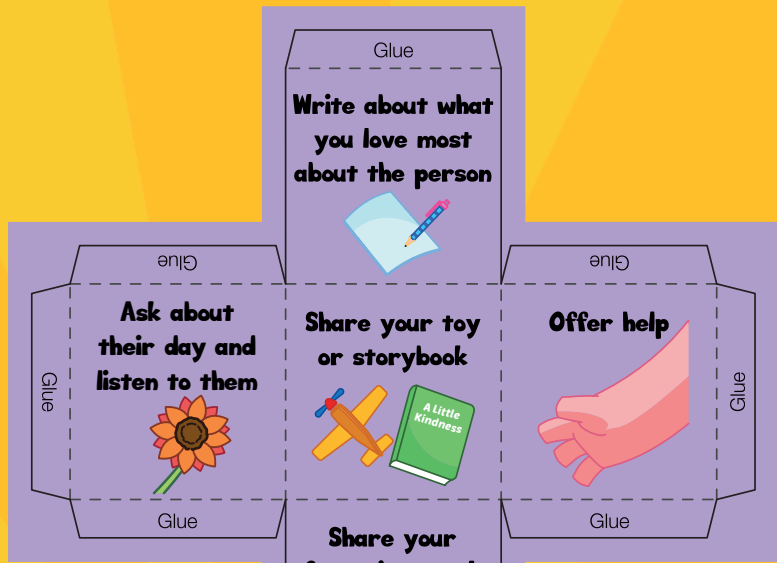 Glue
Write about what
you love most
about the person
Glue
Glue
Ask about
their day and
listen to them
Share your toy
or storybook
Offer help
Glue
Glue
A Little
Kindness
Glue
Glue
Share your